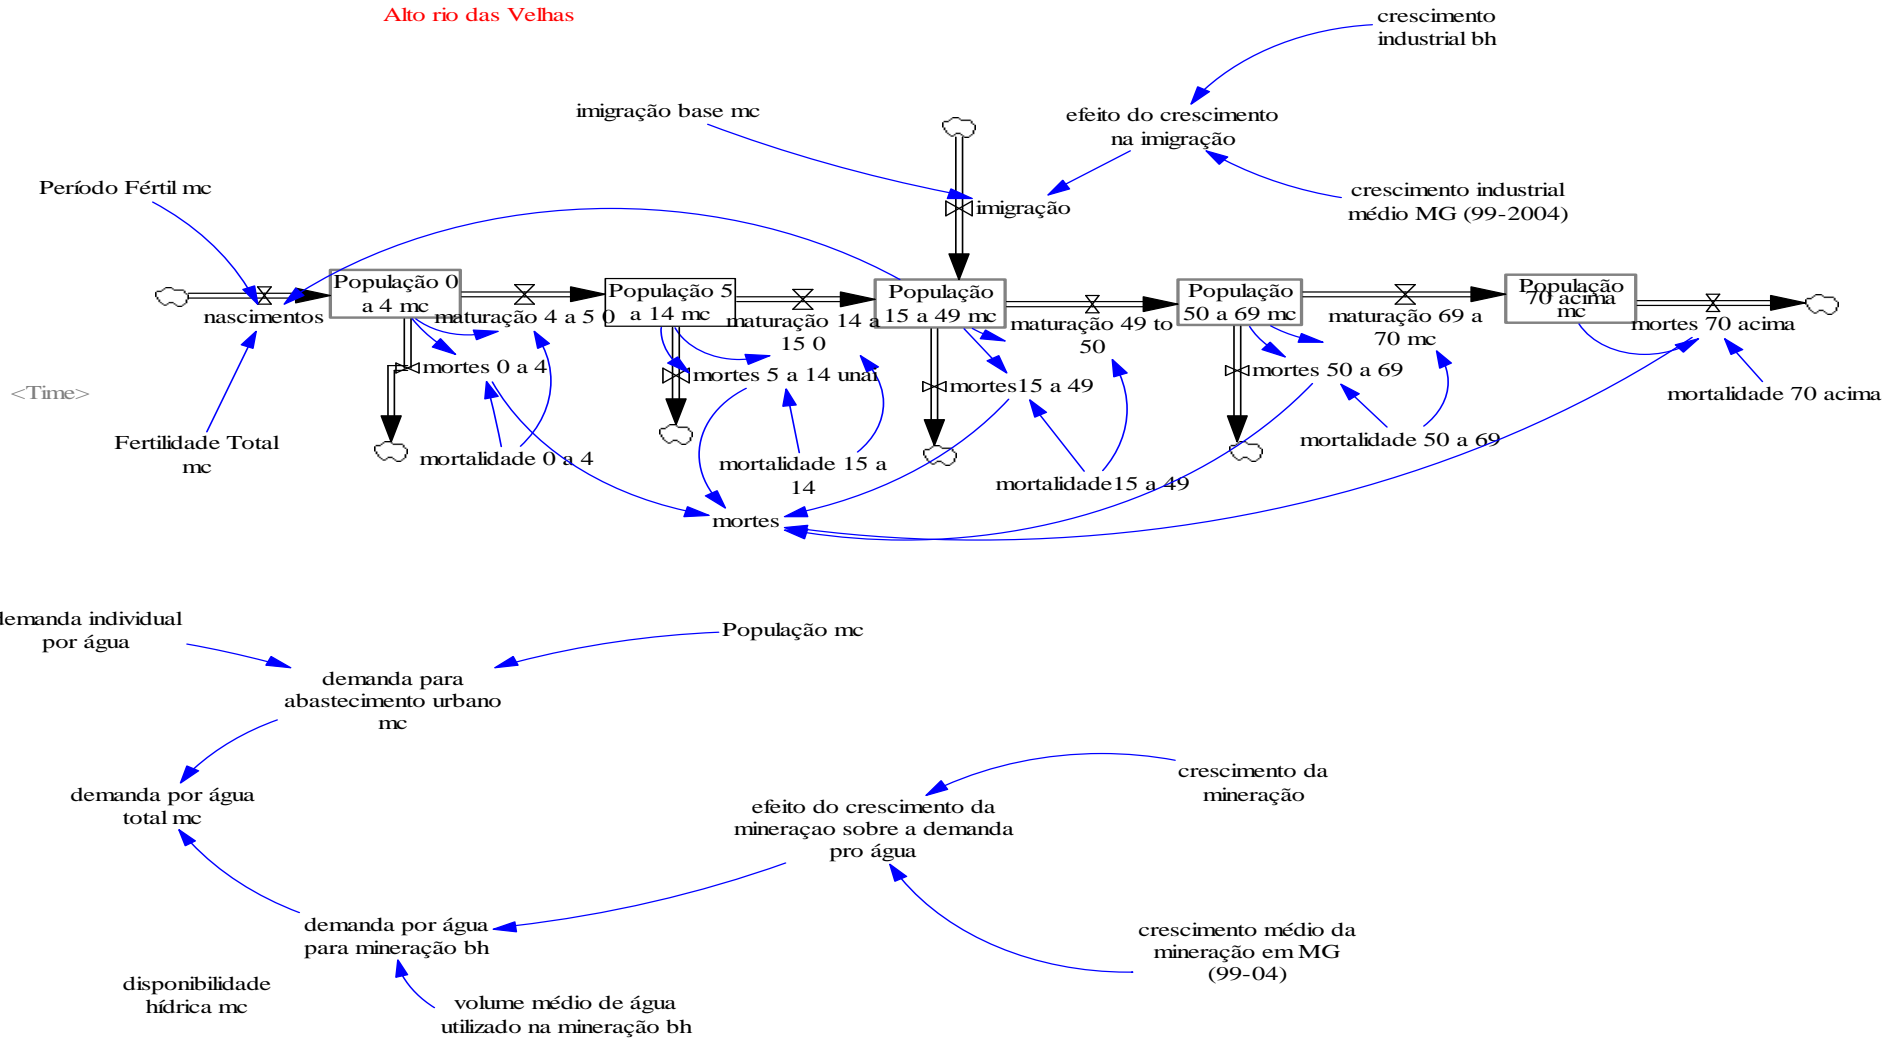 Alto rio das Velhas
crescimento
industrial bh
imigração base mc
efeito do crescimento
na imigração
Período Fértil mc
crescimento industrial
médio MG (99-2004)
imigração
População 0
a 4 mc
População 5
a 14 mc
População
15 a 49 mc
População
50 a 69 mc
População
70 acima
mc
nascimentos
maturação 4 a 5 0
maturação 14 a
15 0
maturação 49 to
50
maturação 69 a
70 mc
mortes 70 acima
mortes 0 a 4
mortes 5 a 14 unai
mortes15 a 49
mortes 50 a 69
<Time>
mortalidade 70 acima
Fertilidade Total
mc
mortalidade 0 a 4
mortalidade 15 a
14
mortalidade15 a 49
mortalidade 50 a 69
mortes
demanda individual
por água
População mc
demanda para
abastecimento urbano
mc
demanda por água
total mc
efeito do crescimento da
mineraçao sobre a demanda
pro água
crescimento da
mineração
demanda por água
para mineração bh
crescimento médio da
mineração em MG
(99-04)
disponibilidade
hídrica mc
volume médio de água
utilizado na mineração bh